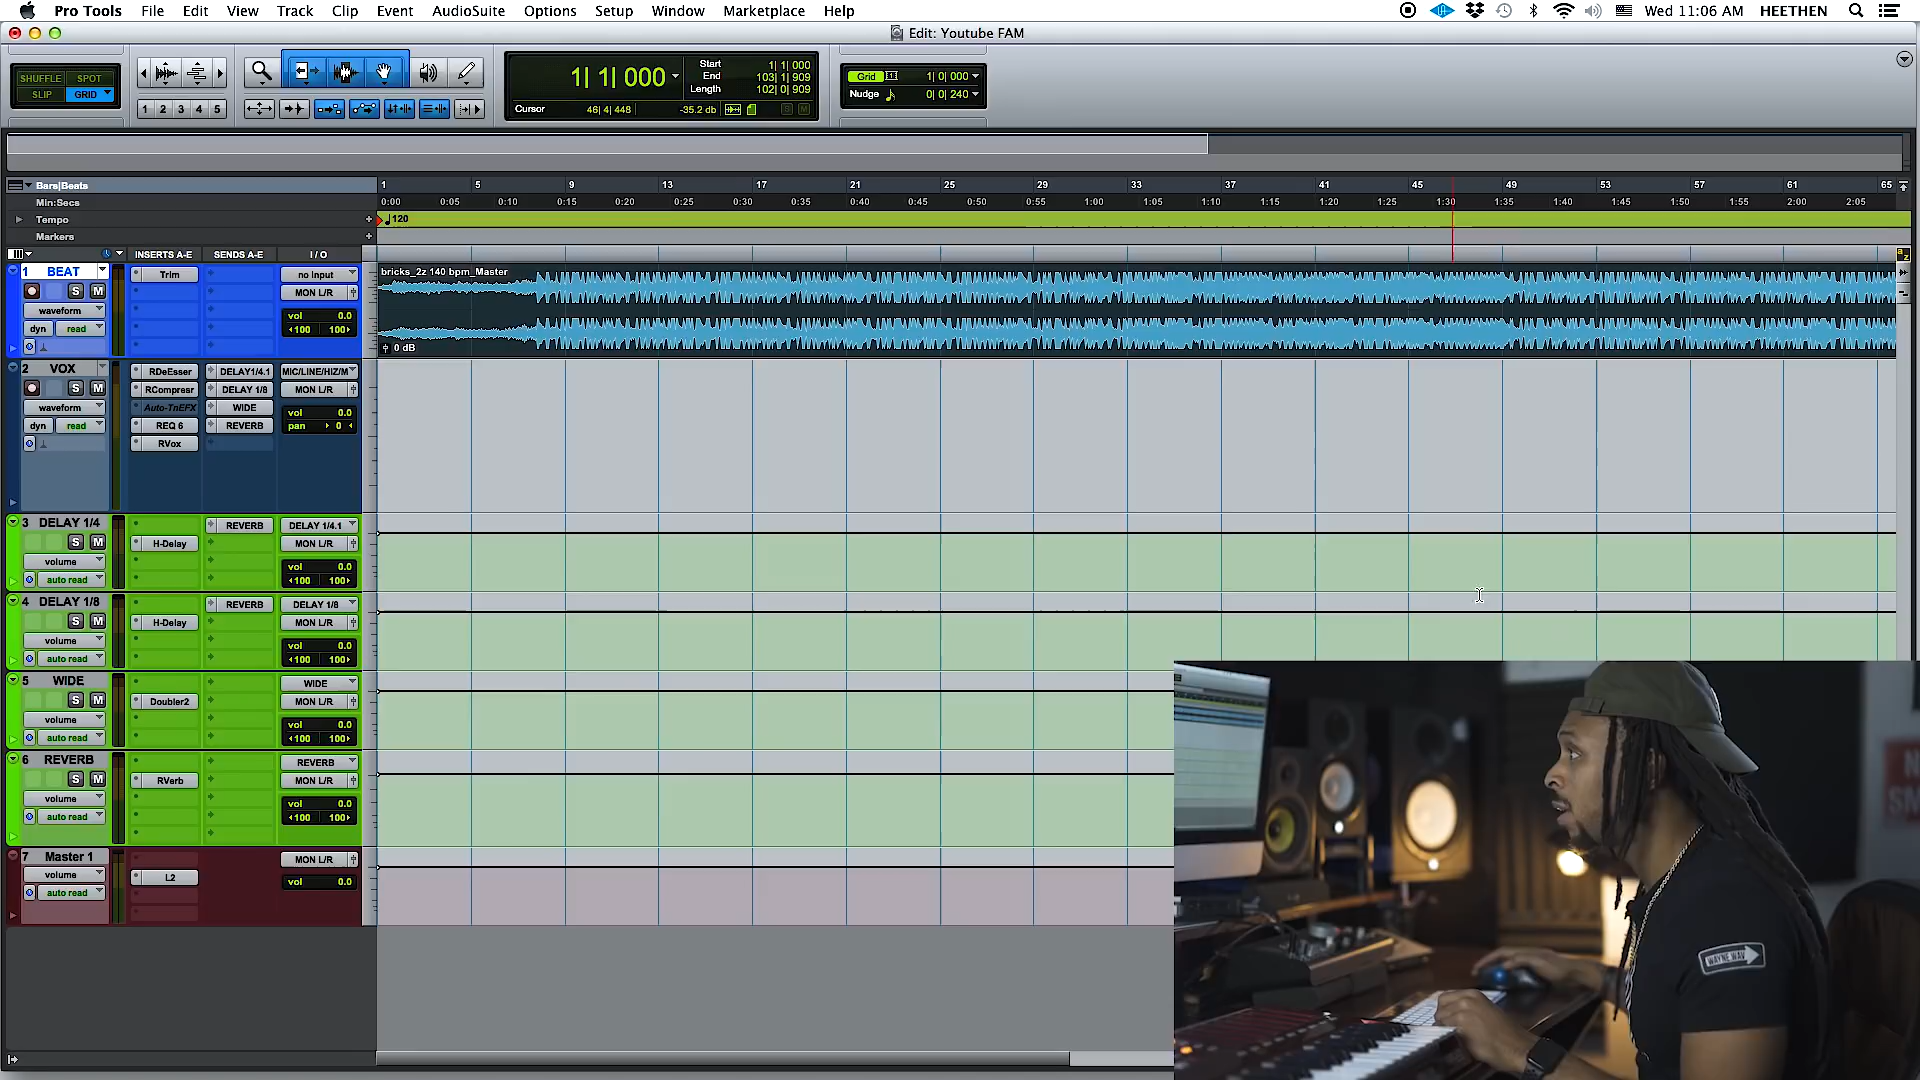 Pro Tools File Edit View Track Clip Event AudioSuite Options Setup Window Marketplace Help
Wed 11:06 AM HEETHEN
Edit: Youtube FAM
SHUFFLE SPOT
SLIP GRID
1 2 3 4 5
1| 1| 000
Start 1| 1| 000
End 103| 1| 909
Length 102| 0| 909
Cursor 46| 4| 448 -35.2 db
Grid 1| 0| 000
Nudge 0| 0| 240
Bars|Beats 1 5 9 13 17 21 25 29 33 37 41 45 49 53 57 61 65
Min:Secs 0:00 0:05 0:10 0:15 0:20 0:25 0:30 0:35 0:40 0:45 0:50 0:55 1:00 1:05 1:10 1:15 1:20 1:25 1:30 1:35 1:40 1:45 1:50 1:55 2:00 2:05
Tempo 120
Markers
INSERTS A-E SENDS A-E I / O
1 BEAT Trim no input
S M MON L/R
waveform vol 0.0
dyn read 100 100
bricks_2z 140 bpm_Master
0 dB
2 VOX RDeEsser DELAY1/4.1 MIC/LINE/HIZ/M
S M RCompresr DELAY 1/8 MON L/R
waveform Auto-TnEFX WIDE vol 0.0
dyn read REQ 6 REVERB pan 0
RVox
3 DELAY 1/4 REVERB DELAY 1/4.1
S M H-Delay MON L/R
volume vol 0.0
auto read 100 100
4 DELAY 1/8 REVERB DELAY 1/8
S M H-Delay MON L/R
volume vol 0.0
auto read 100 100
5 WIDE WIDE
S M Doubler2 MON L/R
volume vol 0.0
auto read 100 100
6 REVERB REVERB
S M RVerb MON L/R
volume vol 0.0
auto read 100 100
7 Master 1 MON L/R
volume L2 vol 0.0
auto read
WAYNE WAV